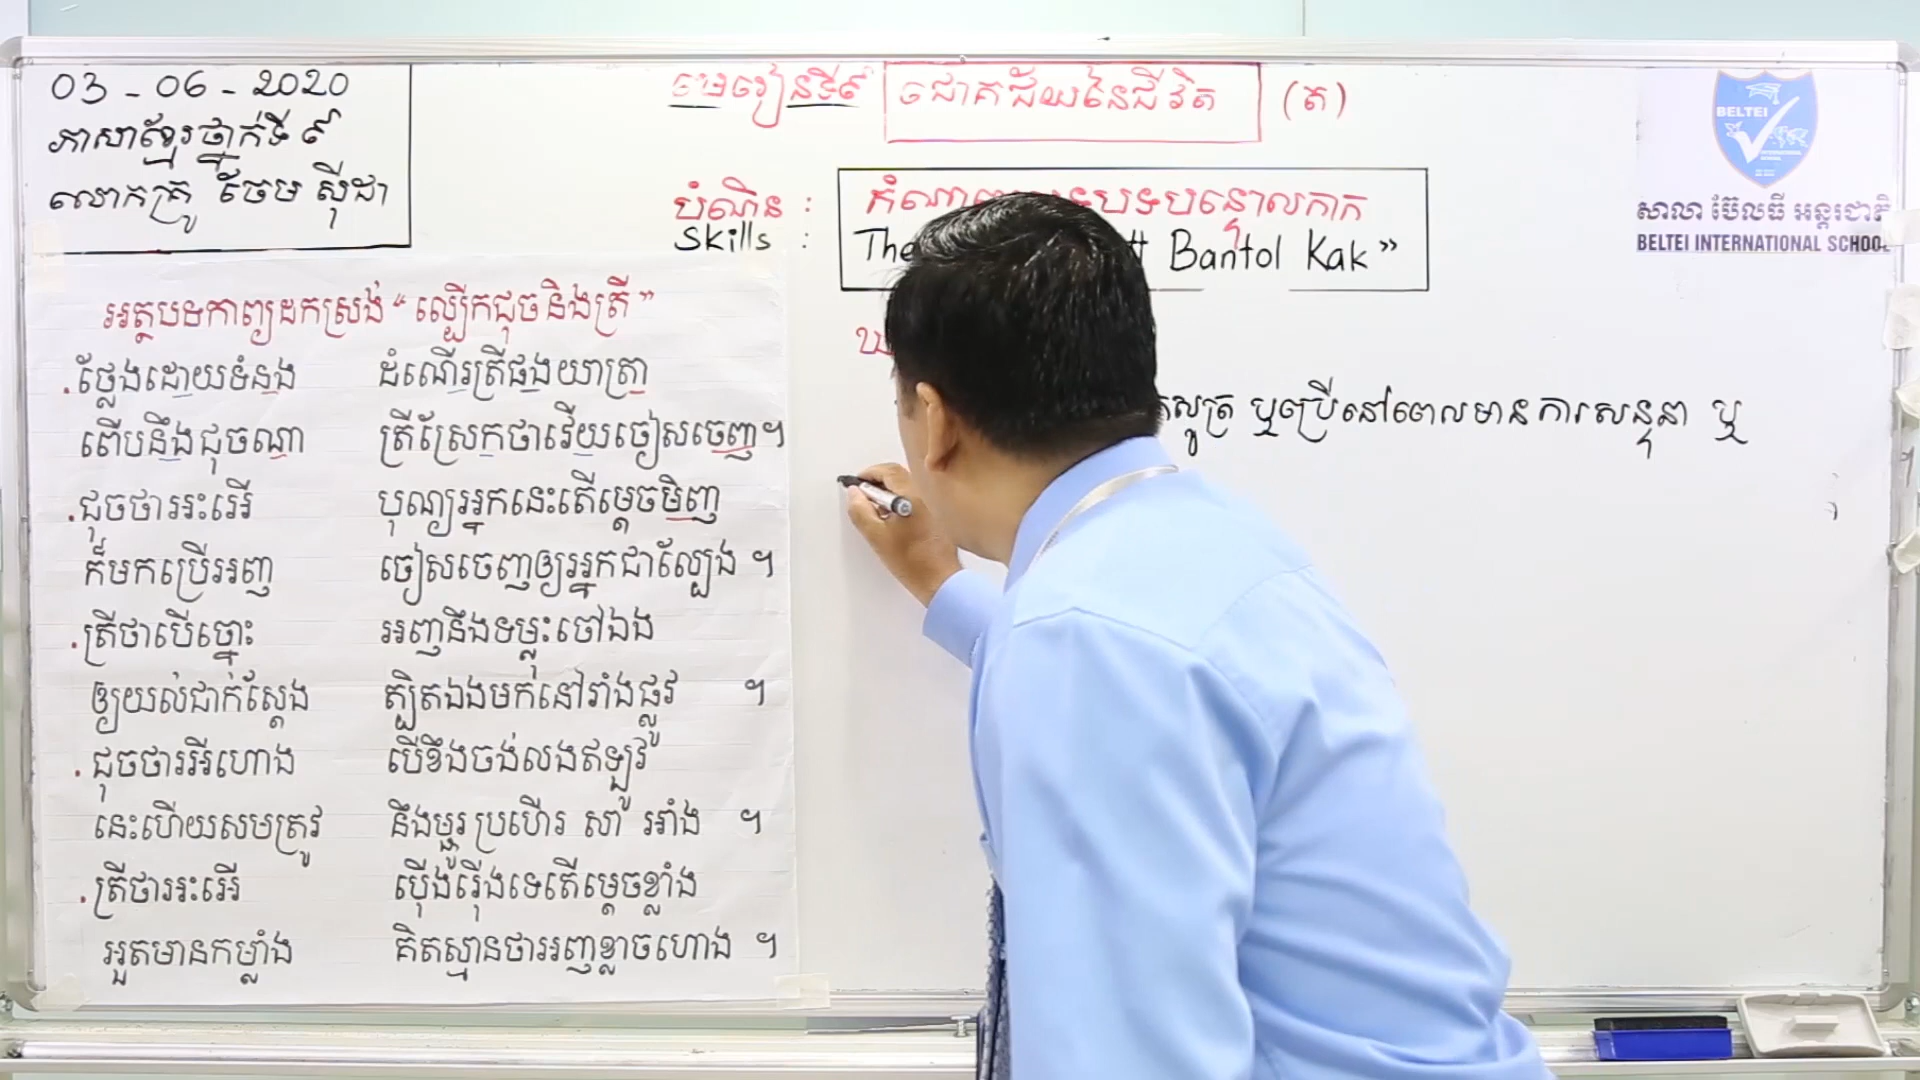 03 - 06 - 2020
ភាសាខ្មែរថ្នាក់ទី ៩
លោកគ្រូ ចែម ស៊ីដា
មេរៀនទី៩ ជោគជ័យនៃជីវិត (ត)
បំណិន :
Skills : The Bantol Kak”
BELTEI
INTERNATIONAL SCHOOL
សាលា ប៊ែលធី អន្តរជាតិ
BELTEI INTERNATIONAL SCHOOL
អត្ថបទកាព្យដកស្រង់ “ ល្បើកជុចនិងត្រី ”
. ថ្លែងដោយទំនង ដំណើរត្រីផងយាត្រា
ពើបនឹងជុចណា ត្រីស្រែកថាវើយចៀសចេញ។
. ជុចថាអះអើ បុណ្យអ្នកនេះតើម្ដេចមិញ
ក៏មកប្រើអញ ចៀសចេញឲ្យអ្នកជាល្បែង ។
. ត្រីថាបើច្នោះ អញនឹងទម្លុះចៅឯង
ឲ្យយល់ជាក់ស្ដែង ត្បិតឯងមកនៅរាំងផ្លូវ ។
. ជុចថារអីហោង បើខឹងចង់លងឥឡូវ
នេះហើយសមត្រូវ នឹងម្ហូរប្រហើរ សា អាំង ។
. ត្រីថារអះអើ ប៉ើងរ៉ើងទេតើម្ដេចខ្លាំង
អួតមានកម្លាំង គិតស្មានថាអញខ្លាចហោង ។
សូត្រ ឬប្រើនៅពេលមានការសន្ទនា ឬ